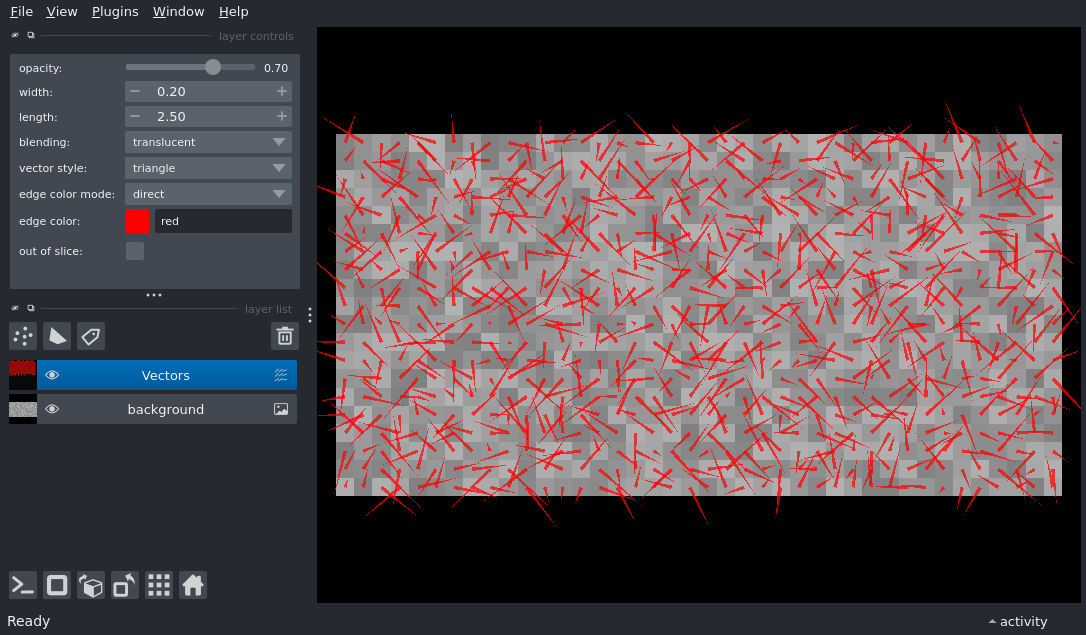 File View Plugins Window Help
layer controls
opacity: 0.70
width: 0.20
length: 2.50
blending: translucent
vector style: triangle
edge color mode: direct
edge color: red
out of slice:
layer list
Vectors
background
Ready
activity